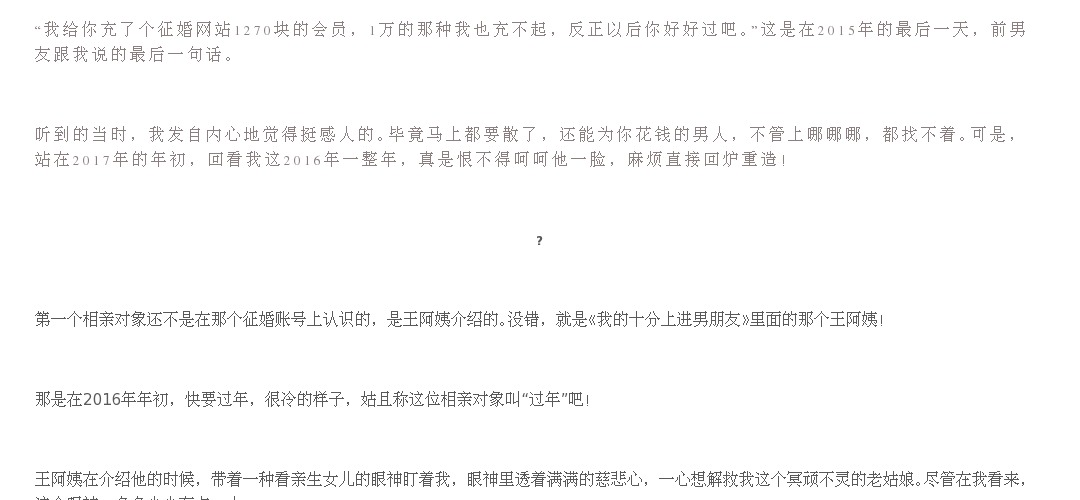 “我给你充了个征婚网站1270块的会员，1万的那种我也充不起，反正以后你好好过吧。”这是在2015年的最后一天，前男
友跟我说的最后一句话。
听到的当时，我发自内心地觉得挺感人的。毕竟马上都要散了，还能为你花钱的男人，不管上哪哪哪，都找不着。可是，
站在2017年的年初，回看我这2016年一整年，真是恨不得呵呵他一脸，麻烦直接回炉重造！
?
第一个相亲对象还不是在那个征婚账号上认识的，是王阿姨介绍的。没错，就是《我的十分上进男朋友》里面的那个王阿姨！
那是在2016年年初，快要过年，很冷的样子，姑且称这位相亲对象叫“过年”吧！
王阿姨在介绍他的时候，带着一种看亲生女儿的眼神盯着我，眼神里透着满满的慈悲心，一心想解救我这个冥顽不灵的老姑娘。尽管在我看来，